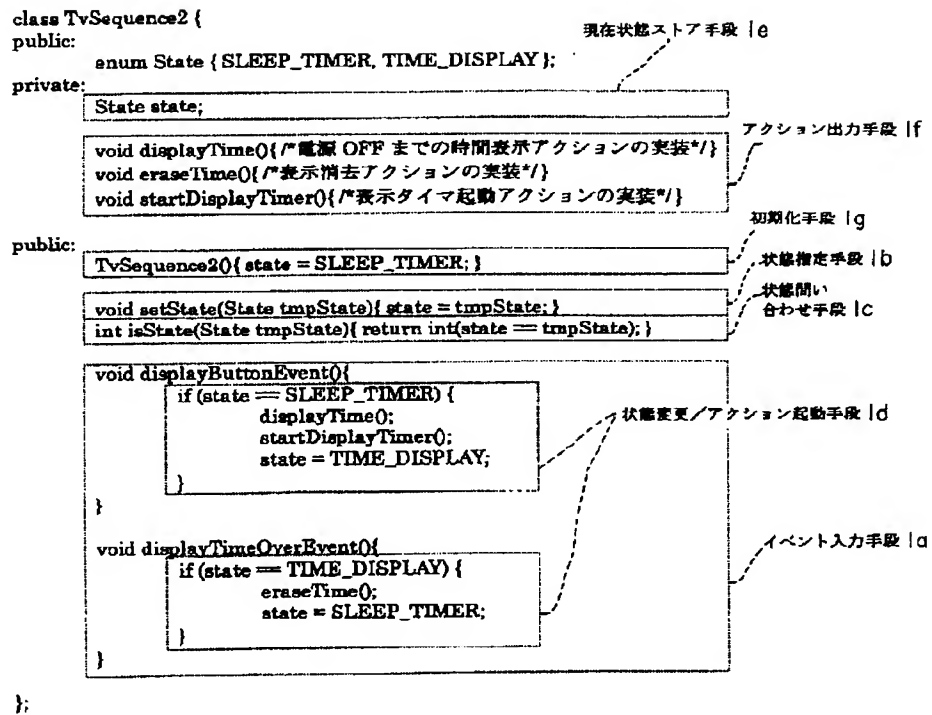 class TvSequence2 {
public:
enum State { SLEEP_TIMER, TIME_DISPLAY };
現在状態ストア手段 1e
private:
State state;
アクション出力手段 1f
void displayTime(){ /*電源 OFF までの時間表示アクションの実装*/}
void eraseTime(){ /*表示消去アクションの実装*/}
void startDisplayTimer(){ /*表示タイマ起動アクションの実装*/}
初期化手段 1g
public:
TvSequence2(){ state = SLEEP_TIMER; }
状態指定手段 1b
void setState(State tmpState){ state = tmpState; }
状態問い
合わせ手段 1c
int isState(State tmpState){ return int(state == tmpState); }
void displayButtonEvent(){
if (state == SLEEP_TIMER) {
displayTime();
状態変更/アクション起動手段 1d
startDisplayTimer();
state = TIME_DISPLAY;
}
}
void displayTimeOverEvent(){
イベント入力手段 1a
if (state == TIME_DISPLAY) {
eraseTime();
state = SLEEP_TIMER;
}
}
};